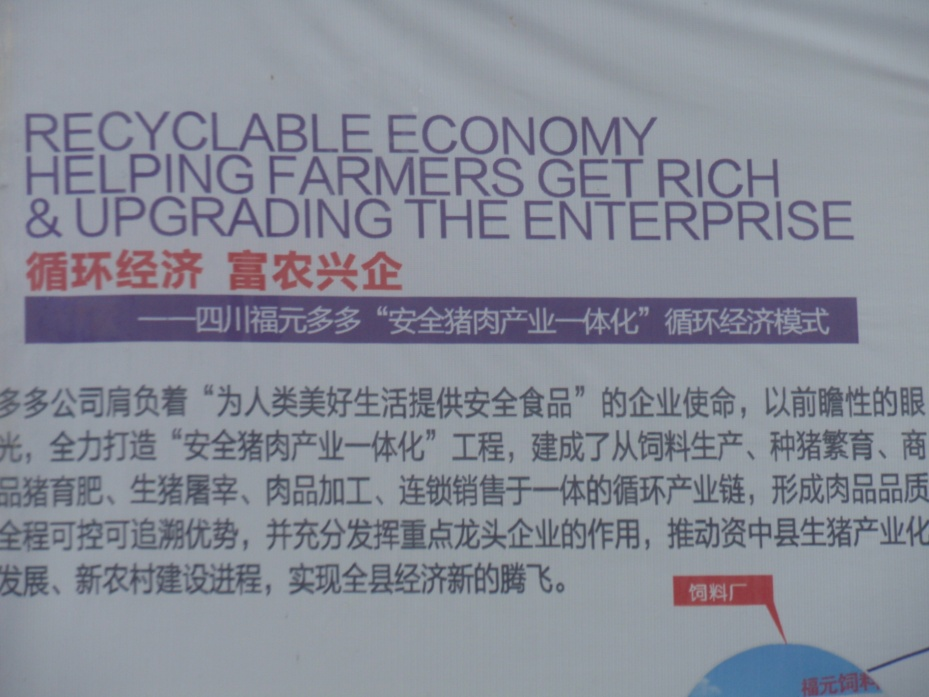 RECYCLABLE ECONOMY
HELPING FARMERS GET RICH
& UPGRADING THE ENTERPRISE
循环经济 富农兴企
——四川福元多多“安全猪肉产业一体化”循环经济模式
多多公司肩负着“为人类美好生活提供安全食品”的企业使命，以前瞻性的眼
光，全力打造“安全猪肉产业一体化”工程，建成了从饲料生产、种猪繁育、商
品猪育肥、生猪屠宰、肉品加工、连锁销售于一体的循环产业链，形成肉品品质
全程可控可追溯优势，并充分发挥重点龙头企业的作用，推动资中县生猪产业化
发展、新农村建设进程，实现全县经济新的腾飞。
饲料厂
福元饲料